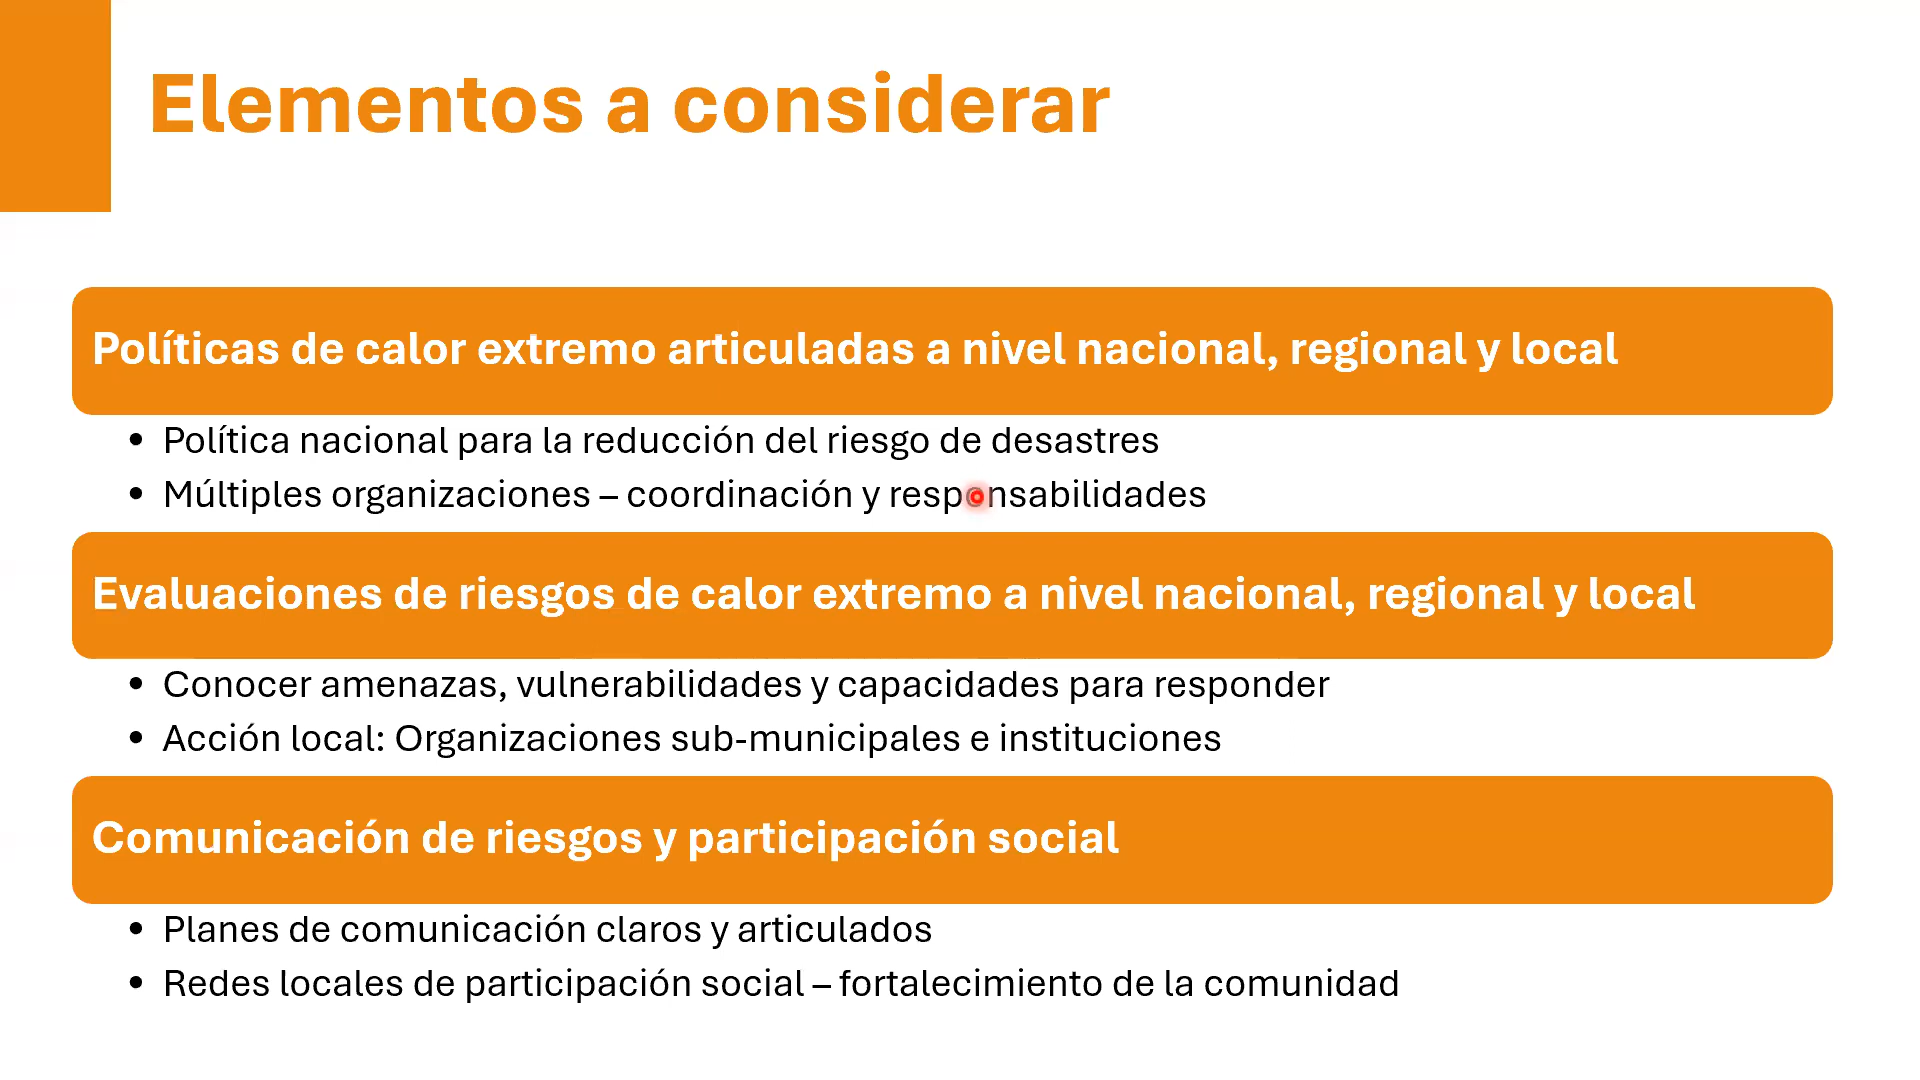 Elementos a considerar
Políticas de calor extremo articuladas a nivel nacional, regional y local
• Política nacional para la reducción del riesgo de desastres
• Múltiples organizaciones – coordinación y responsabilidades
Evaluaciones de riesgos de calor extremo a nivel nacional, regional y local
• Conocer amenazas, vulnerabilidades y capacidades para responder
• Acción local: Organizaciones sub-municipales e instituciones
Comunicación de riesgos y participación social
• Planes de comunicación claros y articulados
• Redes locales de participación social – fortalecimiento de la comunidad